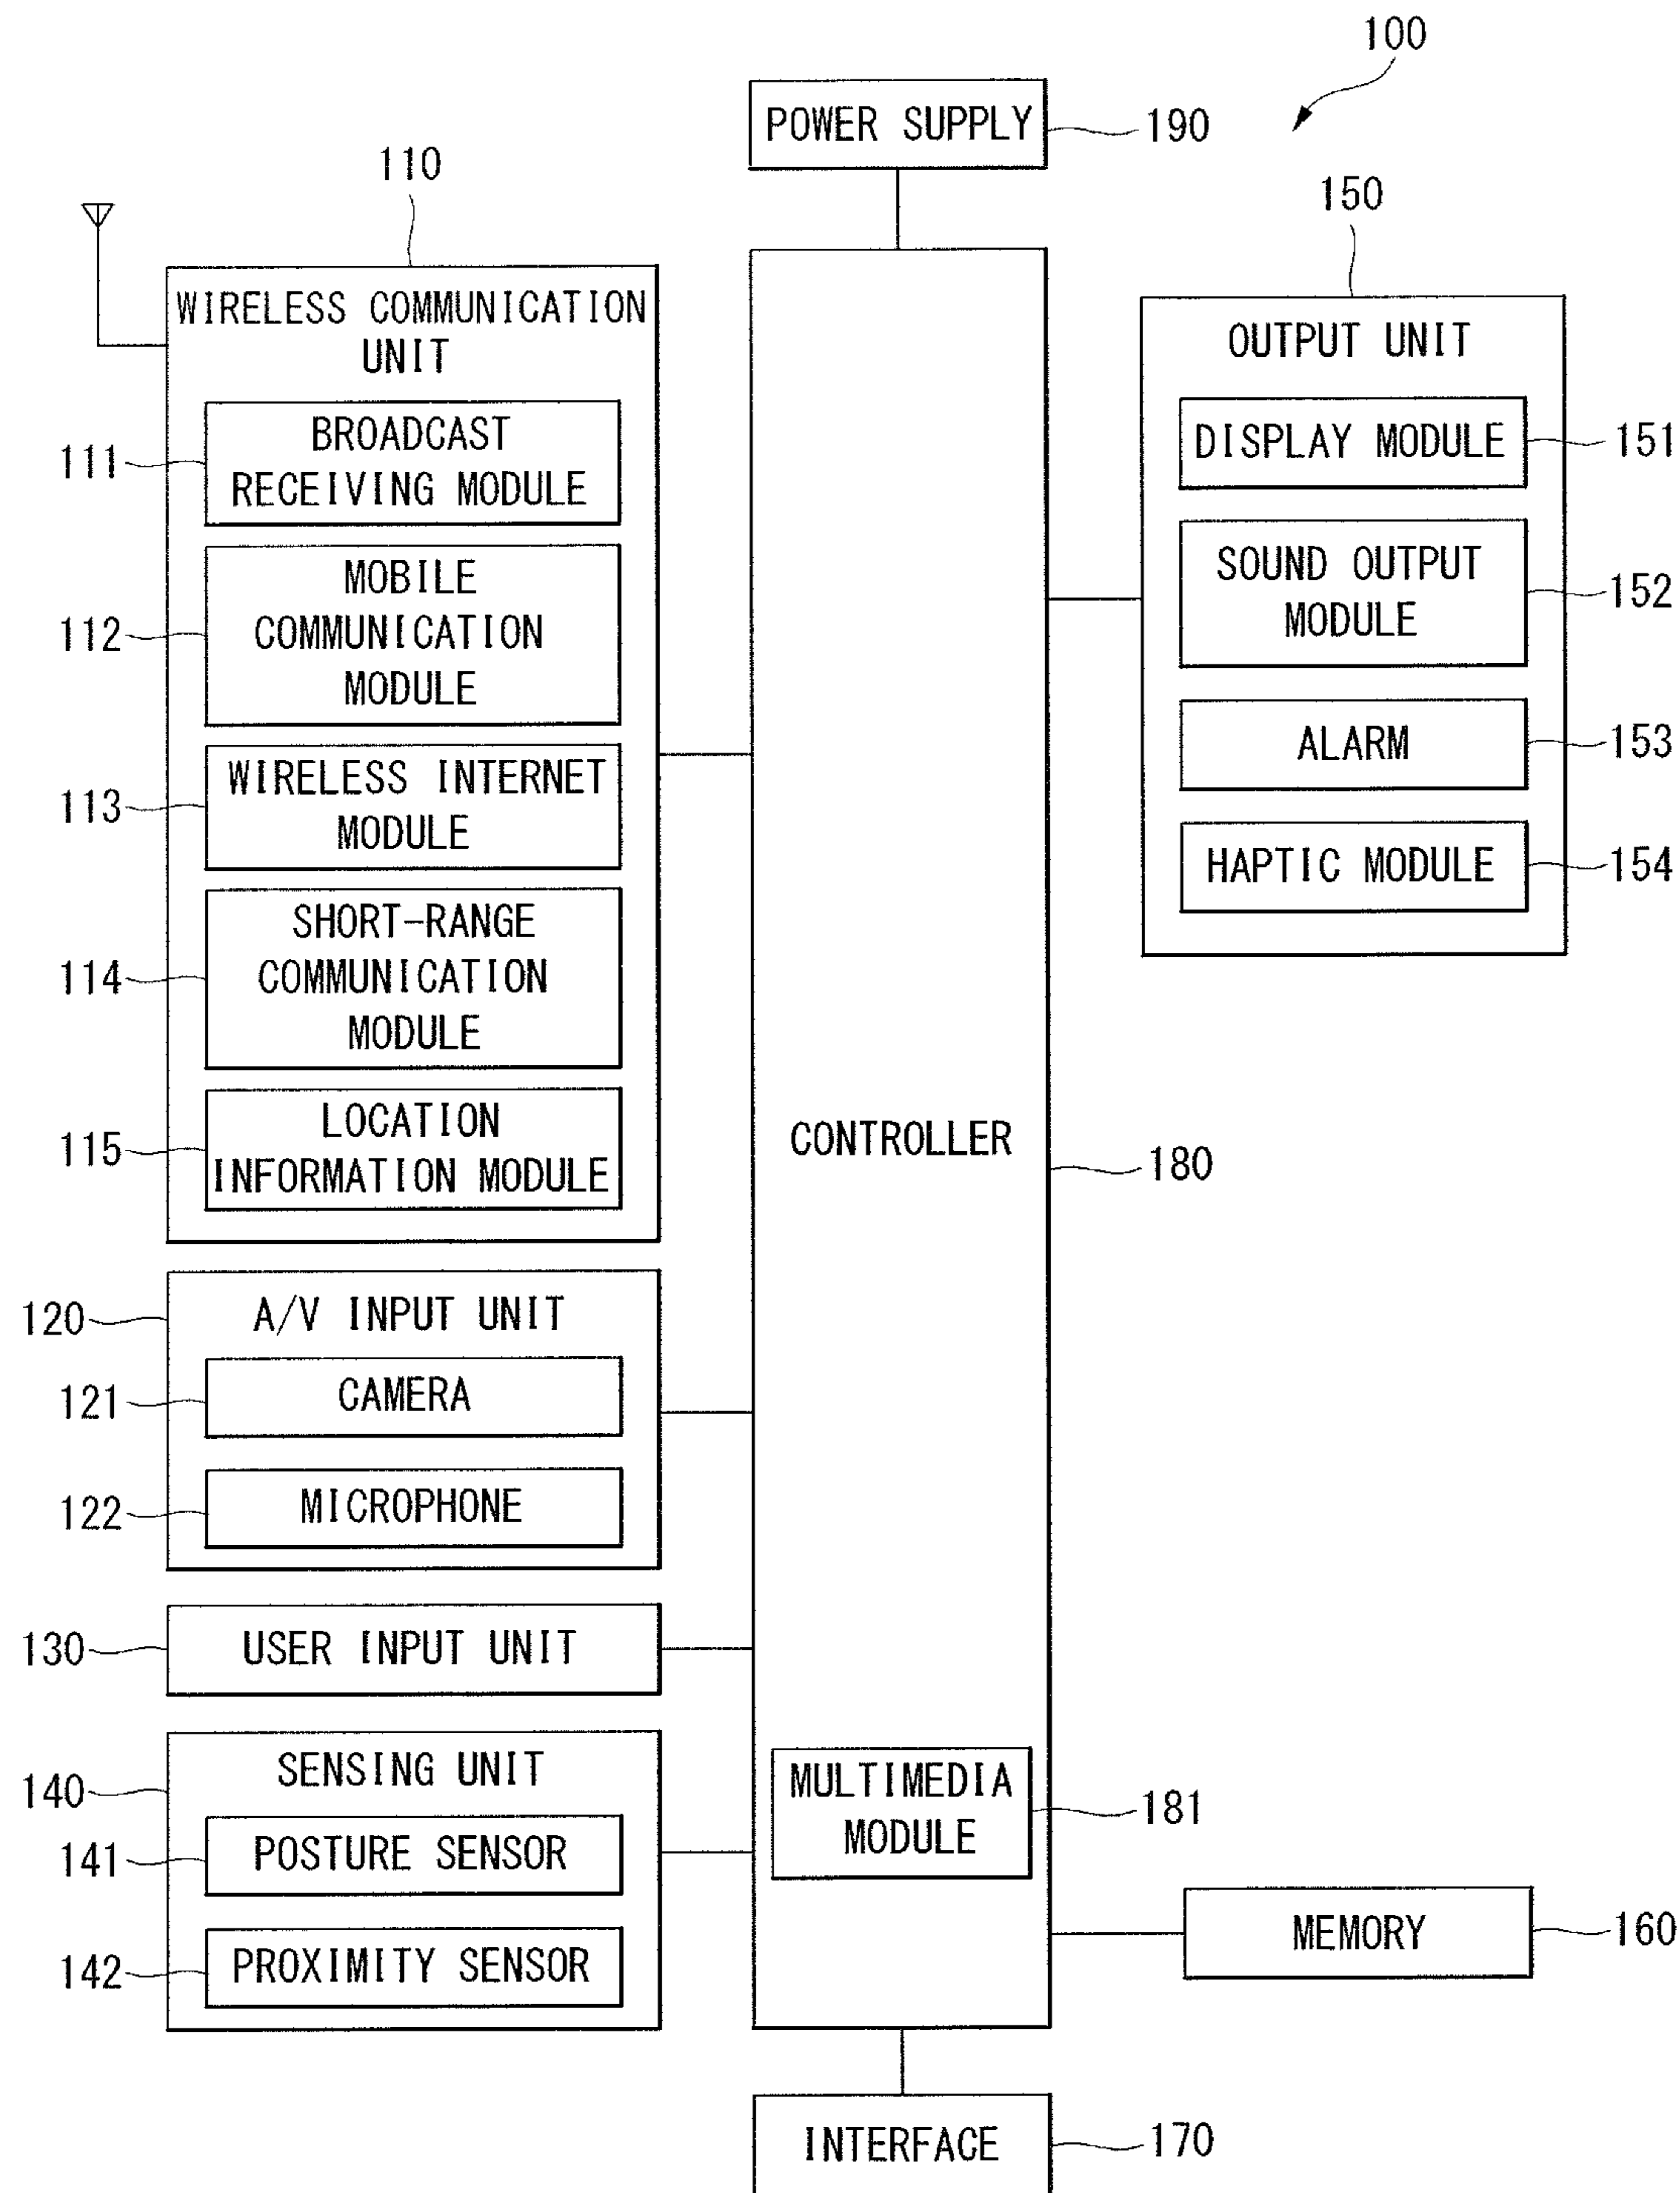 100
POWER SUPPLY
190
110
150
WIRELESS COMMUNICATION
UNIT
OUTPUT UNIT
BROADCAST
RECEIVING MODULE
111
DISPLAY MODULE
151
MOBILE
COMMUNICATION
MODULE
112
SOUND OUTPUT
MODULE
152
WIRELESS INTERNET
MODULE
113
ALARM
153
HAPTIC MODULE
154
SHORT-RANGE
COMMUNICATION
MODULE
114
LOCATION
INFORMATION MODULE
115
CONTROLLER
180
120
A/V INPUT UNIT
121
CAMERA
122
MICROPHONE
130
USER INPUT UNIT
140
SENSING UNIT
141
POSTURE SENSOR
142
PROXIMITY SENSOR
MULTIMEDIA
MODULE
181
MEMORY
160
INTERFACE
170